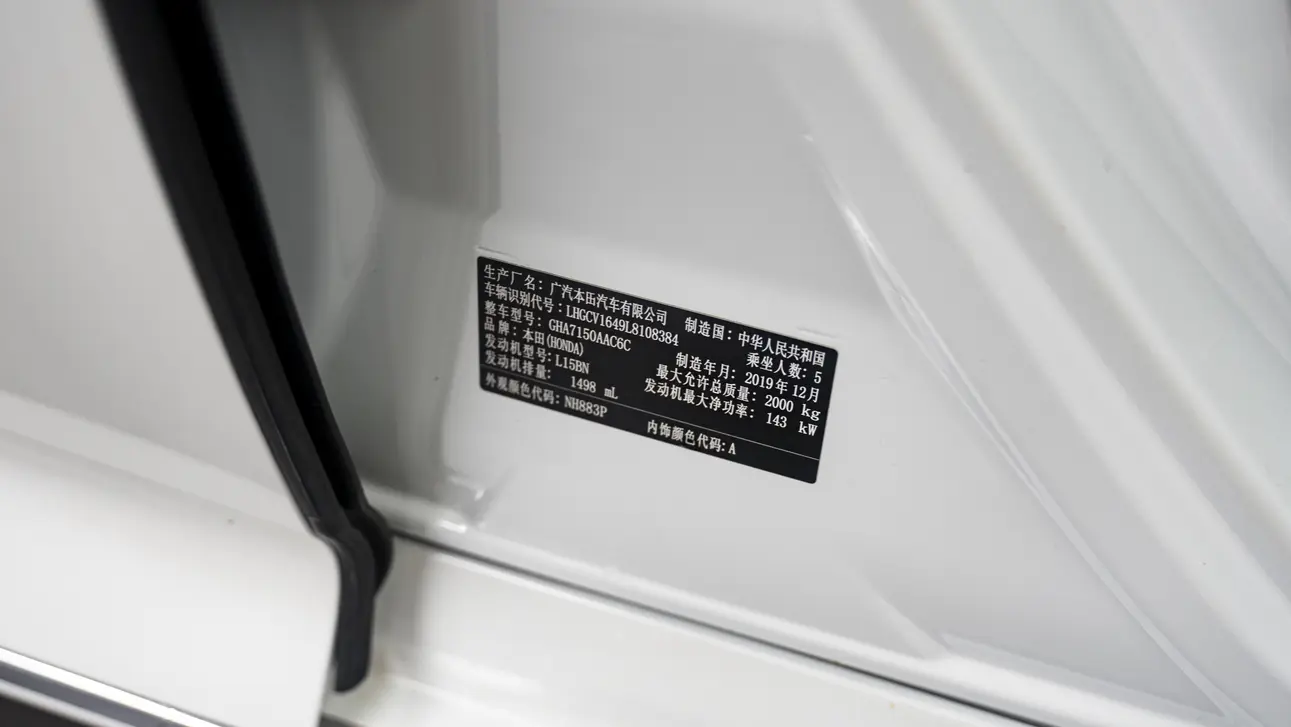 生产厂名：广汽本田汽车有限公司 制造国：中华人民共和国
车辆识别代号：LHGCV1649L8108384 乘坐人数：5
整车型号：GHA7150AAC6C 制造年月：2019年12月
品牌：本田(HONDA) 最大允许总质量：2000 kg
发动机型号：L15BN 发动机最大净功率：143 kW
发动机排量：1498 mL
外观颜色代码：NH883P 内饰颜色代码：A